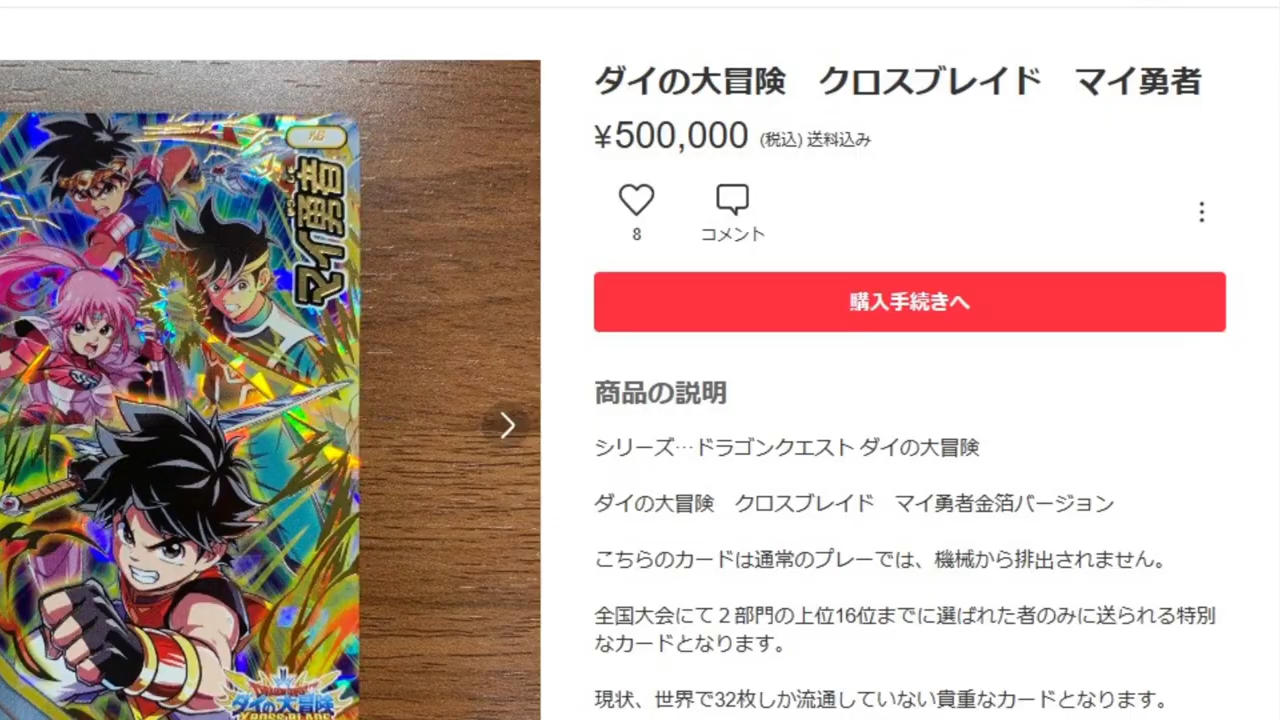 マイ勇者
ダイの大冒険
XROSS BLADE
ダイの大冒険　クロスブレイド　マイ勇者
¥500,000 (税込) 送料込み
8
コメント
購入手続きへ
商品の説明
シリーズ…ドラゴンクエスト ダイの大冒険
ダイの大冒険　クロスブレイド　マイ勇者金箔バージョン
こちらのカードは通常のプレーでは、機械から排出されません。
全国大会にて２部門の上位16位までに選ばれた者のみに送られる特別
なカードとなります。
現状、世界で32枚しか流通していない貴重なカードとなります。